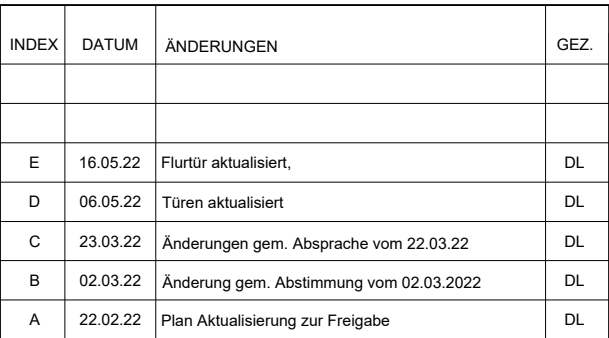 INDEX DATUM ÄNDERUNGEN GEZ.
E 16.05.22 Flurtür aktualisiert, DL
D 06.05.22 Türen aktualisiert DL
C 23.03.22 Änderungen gem. Absprache vom 22.03.22 DL
B 02.03.22 Änderung gem. Abstimmung vom 02.03.2022 DL
A 22.02.22 Plan Aktualisierung zur Freigabe DL